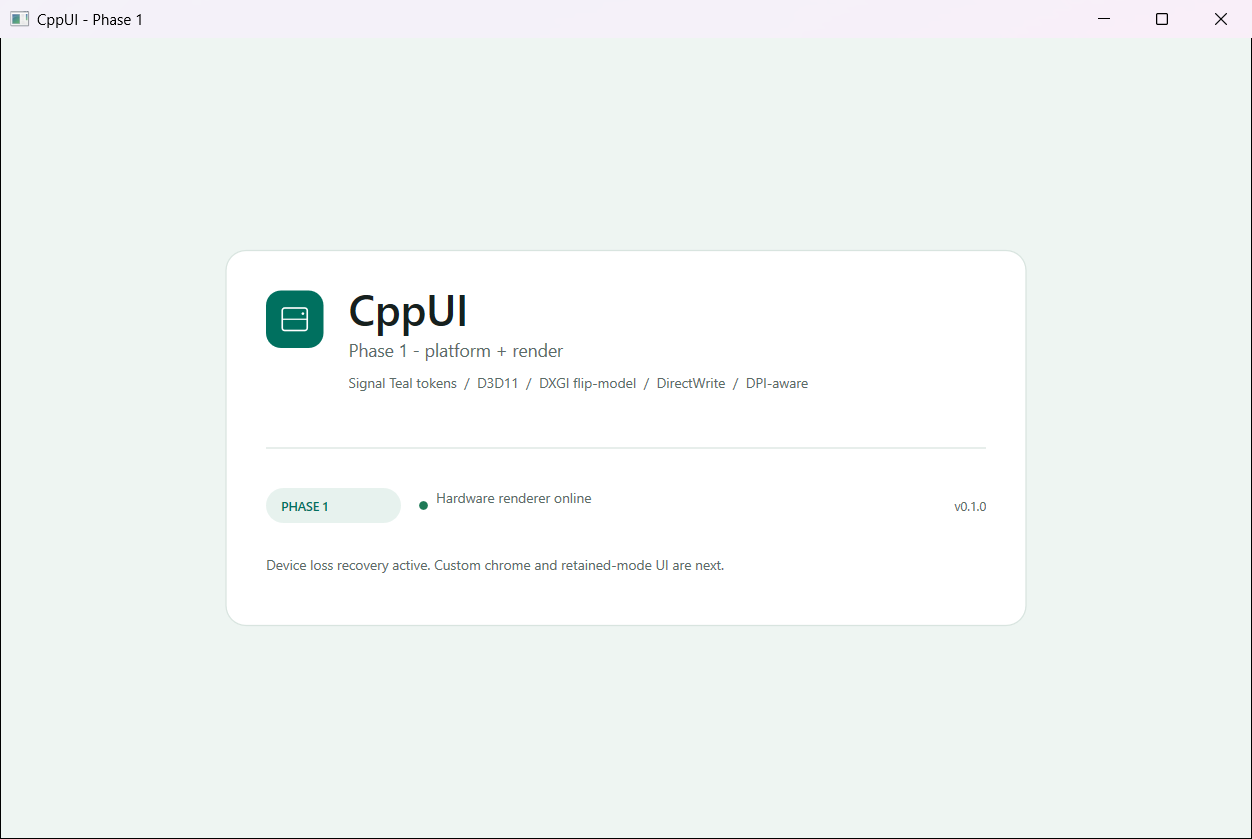 CppUI - Phase 1
CppUI
Phase 1 - platform + render
Signal Teal tokens / D3D11 / DXGI flip-model / DirectWrite / DPI-aware
PHASE 1
Hardware renderer online
v0.1.0
Device loss recovery active. Custom chrome and retained-mode UI are next.